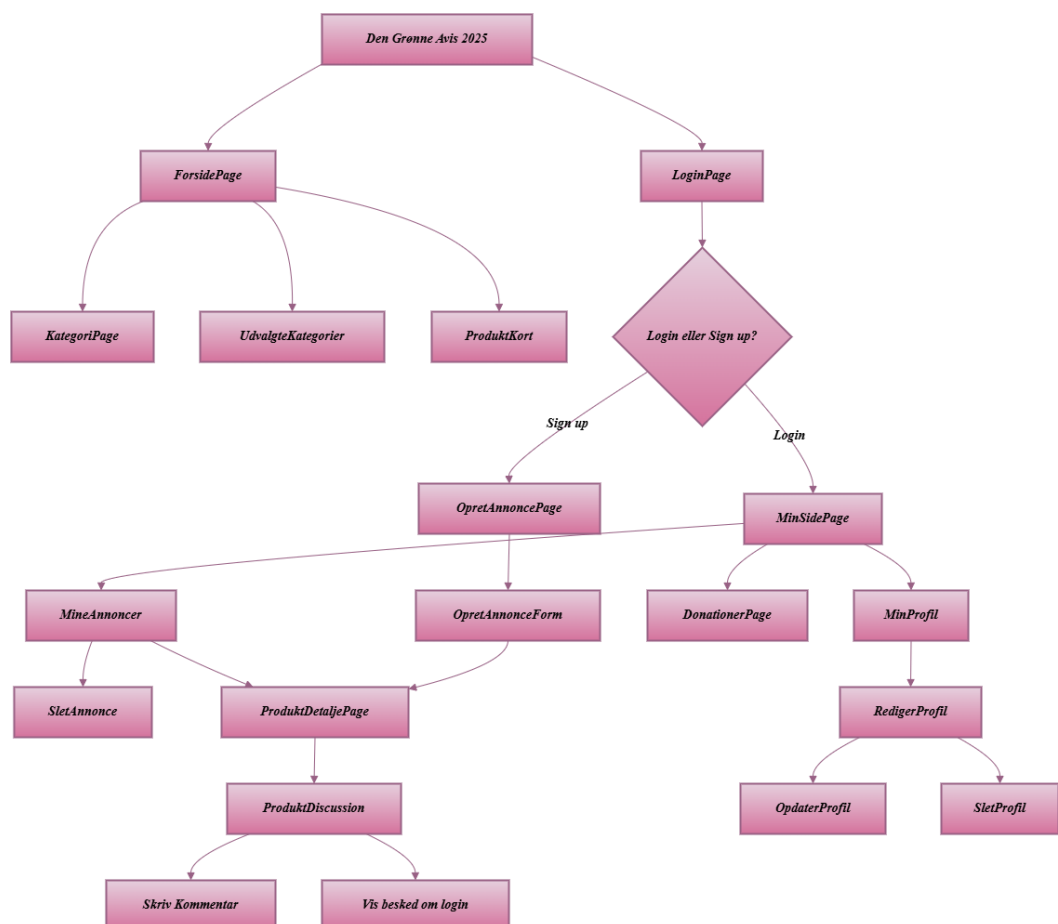 Den Grønne Avis 2025
ForsidePage
LoginPage
KategoriPage
UdvalgteKategorier
ProduktKort
Login eller Sign up?
Sign up
Login
OpretAnnoncePage
MinSidePage
MineAnnoncer
OpretAnnonceForm
DonationerPage
MinProfil
SletAnnonce
ProduktDetaljePage
RedigerProfil
ProduktDiscussion
OpdaterProfil
SletProfil
Skriv Kommentar
Vis besked om login